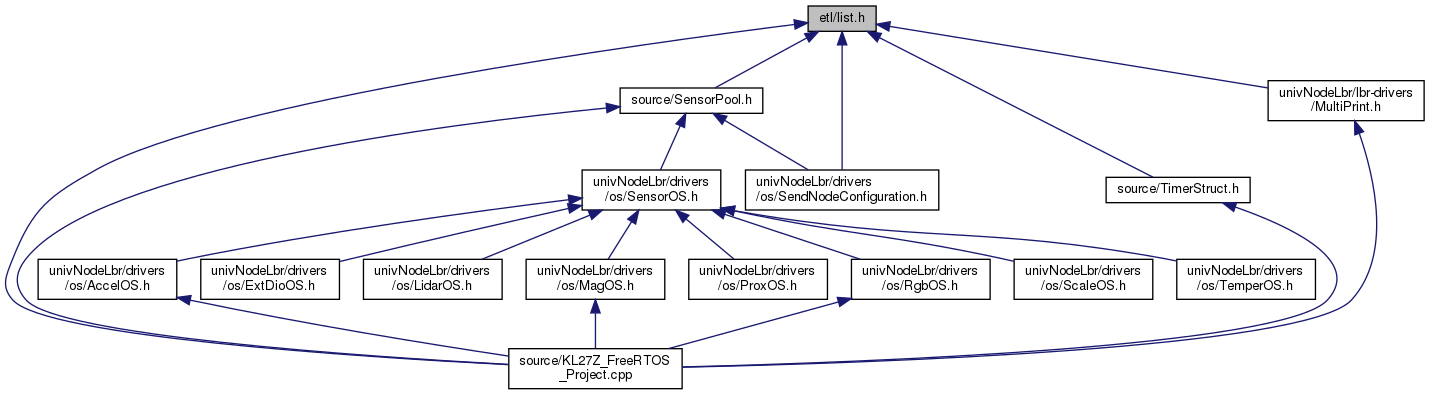 etl/list.h
source/SensorPool.h
univNodeLbr/lbr-drivers
/MultiPrint.h
univNodeLbr/drivers
/os/SensorOS.h
univNodeLbr/drivers
/os/SendNodeConfiguration.h
source/TimerStruct.h
univNodeLbr/drivers
/os/AccelOS.h
univNodeLbr/drivers
/os/ExtDioOS.h
univNodeLbr/drivers
/os/LidarOS.h
univNodeLbr/drivers
/os/MagOS.h
univNodeLbr/drivers
/os/ProxOS.h
univNodeLbr/drivers
/os/RgbOS.h
univNodeLbr/drivers
/os/ScaleOS.h
univNodeLbr/drivers
/os/TemperOS.h
source/KL27Z_FreeRTOS
_Project.cpp